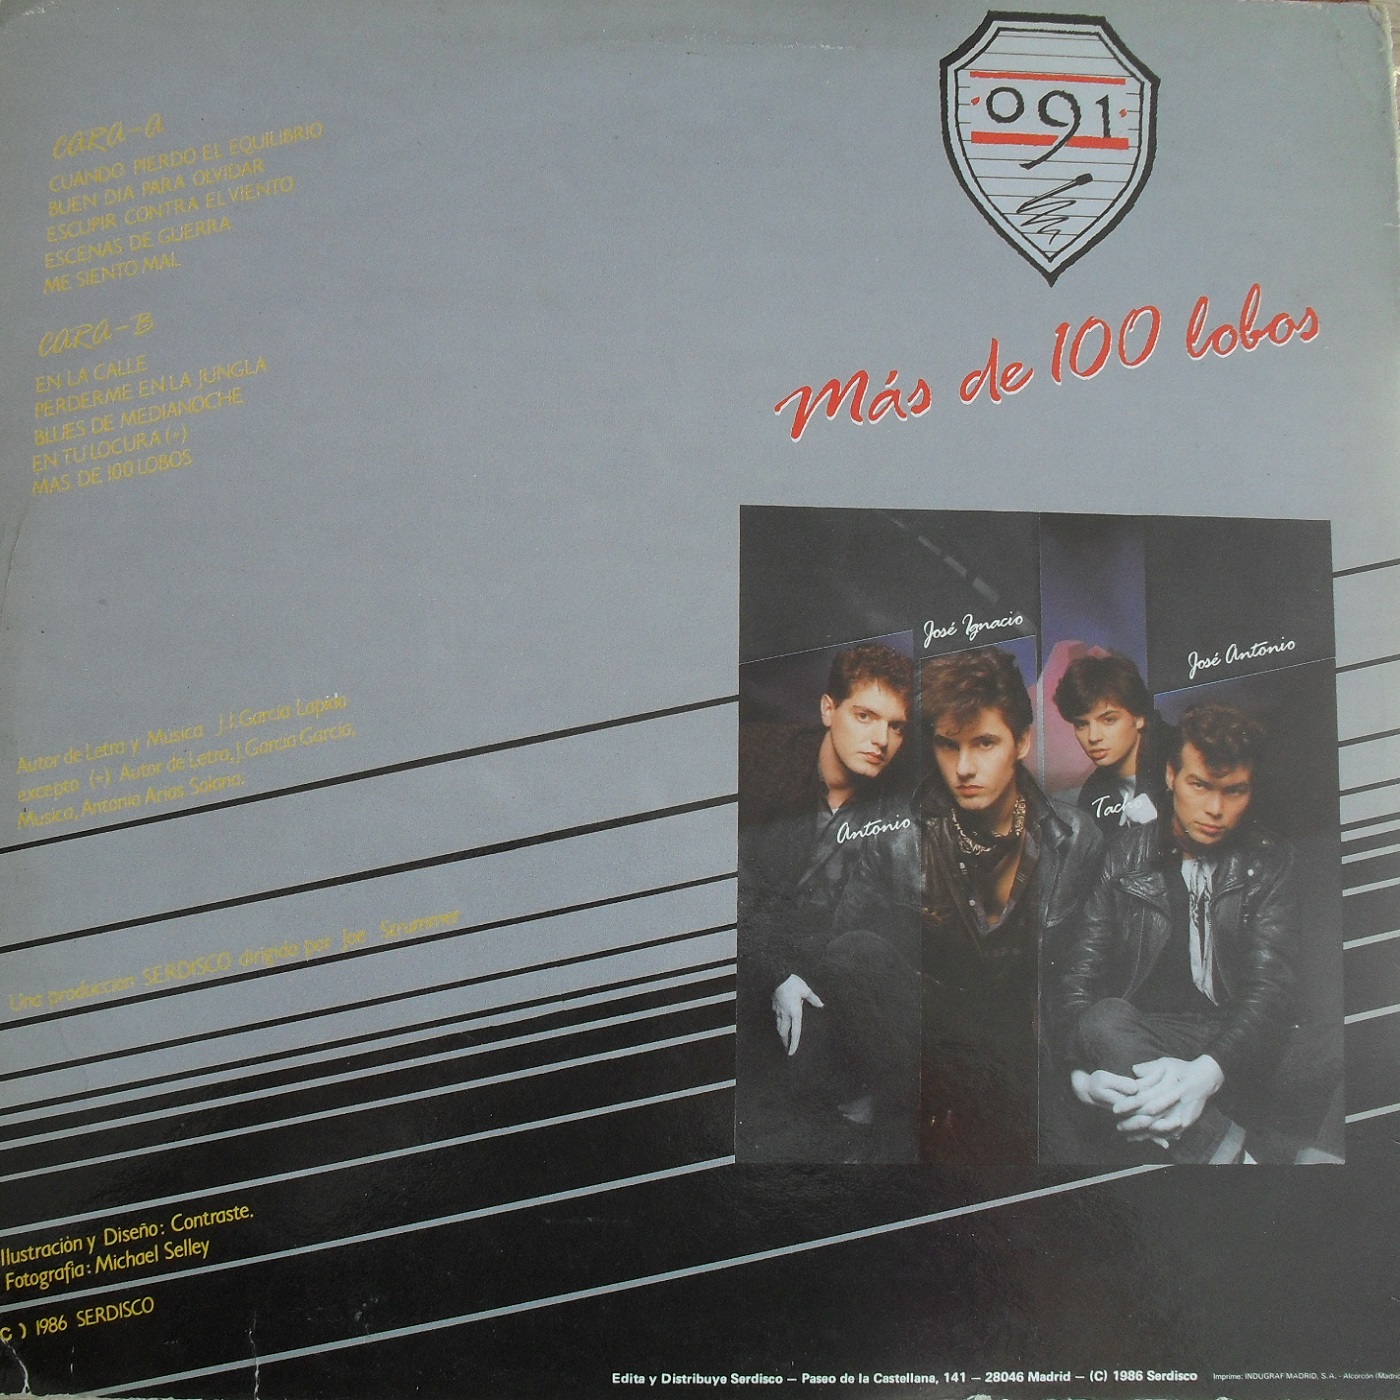 091
Más de 100 lobos
CARA-A
CUANDO PIERDO EL EQUILIBRIO
BUEN DIA PARA OLVIDAR
ESCUPIR CONTRA EL VIENTO
ESCENAS DE GUERRA
ME SIENTO MAL
CARA-B
EN LA CALLE
PERDERME EN LA JUNGLA
BLUES DE MEDIANOCHE
EN TU LOCURA (*)
MAS DE 100 LOBOS
José Ignacio
José Antonio
Antonio
Tacho
Autor de Letra y Musica J.I. Garcia Lapido
excepto (*) Autor de Letra, J. Garcia Garcia,
Musica, Antonio Arias Solana.
Una produccion SERDISCO dirigida por Joe Strummer
Ilustración y Diseño: Contraste.
Fotografia: Michael Selley
C) 1986 SERDISCO
Edita y Distribuye Serdisco — Paseo de la Castellana, 141 — 28046 Madrid — (C) 1986 Serdisco
Imprime: INDUGRAF MADRID, S.A. - Alcorcón